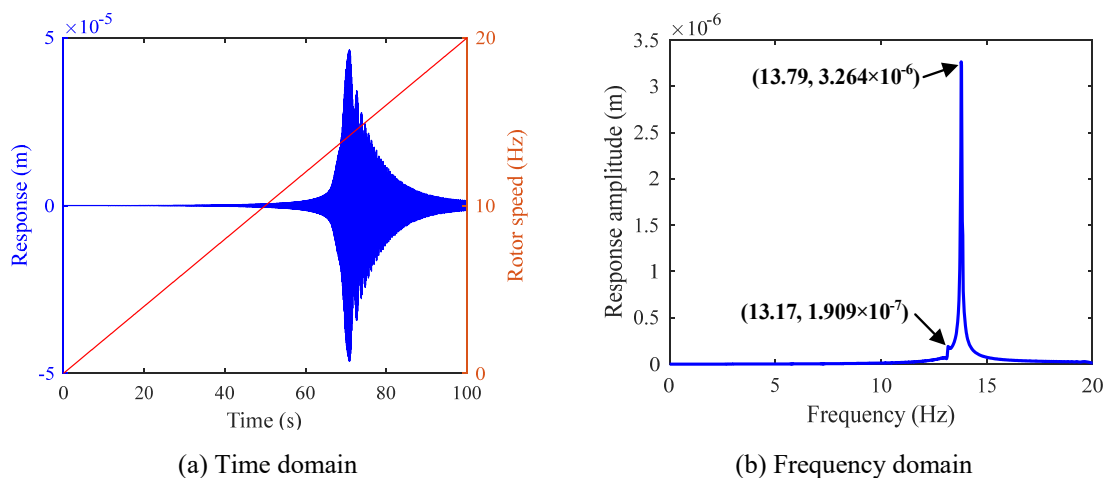 ×10⁻⁵
5
0
-5
Response (m)
20
10
0
Rotor speed (Hz)
0 20 40 60 80 100
Time (s)
(a) Time domain
×10⁻⁶
3.5
3
2.5
2
1.5
1
0.5
0
Response amplitude (m)
(13.79, 3.264×10⁻⁶)
(13.17, 1.909×10⁻⁷)
0 5 10 15 20
Frequency (Hz)
(b) Frequency domain